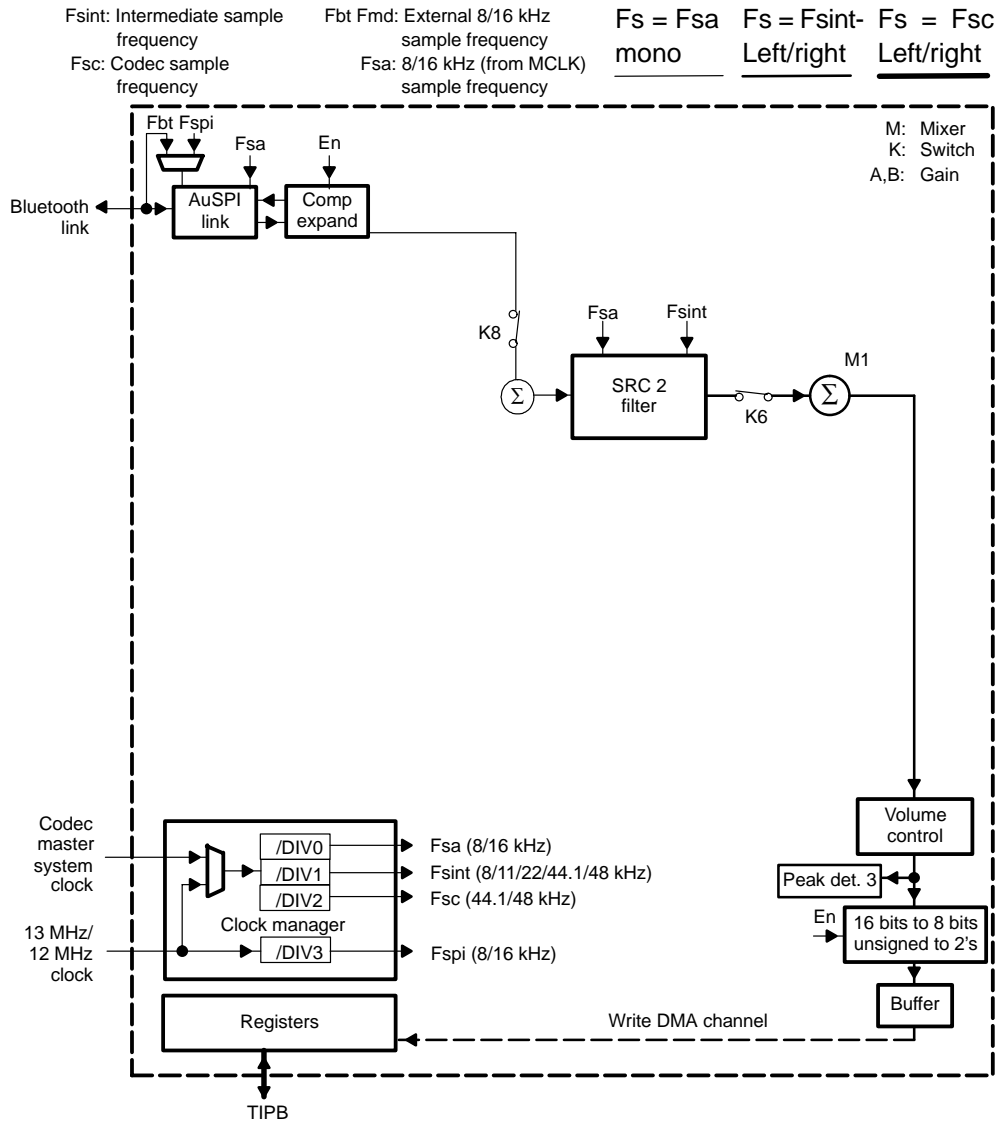 Fsint: Intermediate sample
frequency
Fsc: Codec sample
frequency
Fbt Fmd: External 8/16 kHz
sample frequency
Fsa: 8/16 kHz (from MCLK)
sample frequency
Fs = Fsa
mono
Fs = Fsint-
Left/right
Fs = Fsc
Left/right
M: Mixer
K: Switch
A,B: Gain
Fbt Fspi
Fsa
En
Bluetooth
link
AuSPI
link
Comp
expand
K8
Σ
Fsa
Fsint
SRC 2
filter
K6
M1
Σ
Volume
control
Peak det. 3
En
16 bits to 8 bits
unsigned to 2's
Buffer
Codec
master
system
clock
13 MHz/
12 MHz
clock
/DIV0
/DIV1
/DIV2
Clock manager
/DIV3
Fsa (8/16 kHz)
Fsint (8/11/22/44.1/48 kHz)
Fsc (44.1/48 kHz)
Fspi (8/16 kHz)
Registers
Write DMA channel
TIPB